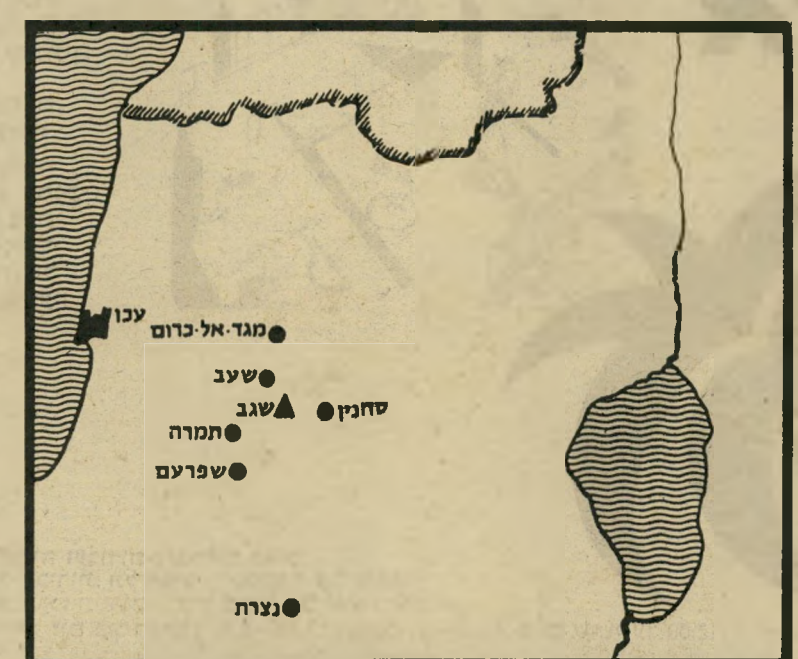 עכו
מגד-אל-כרום
שעב
שגב
סחנין
תמרה
שפרעם
נצרת